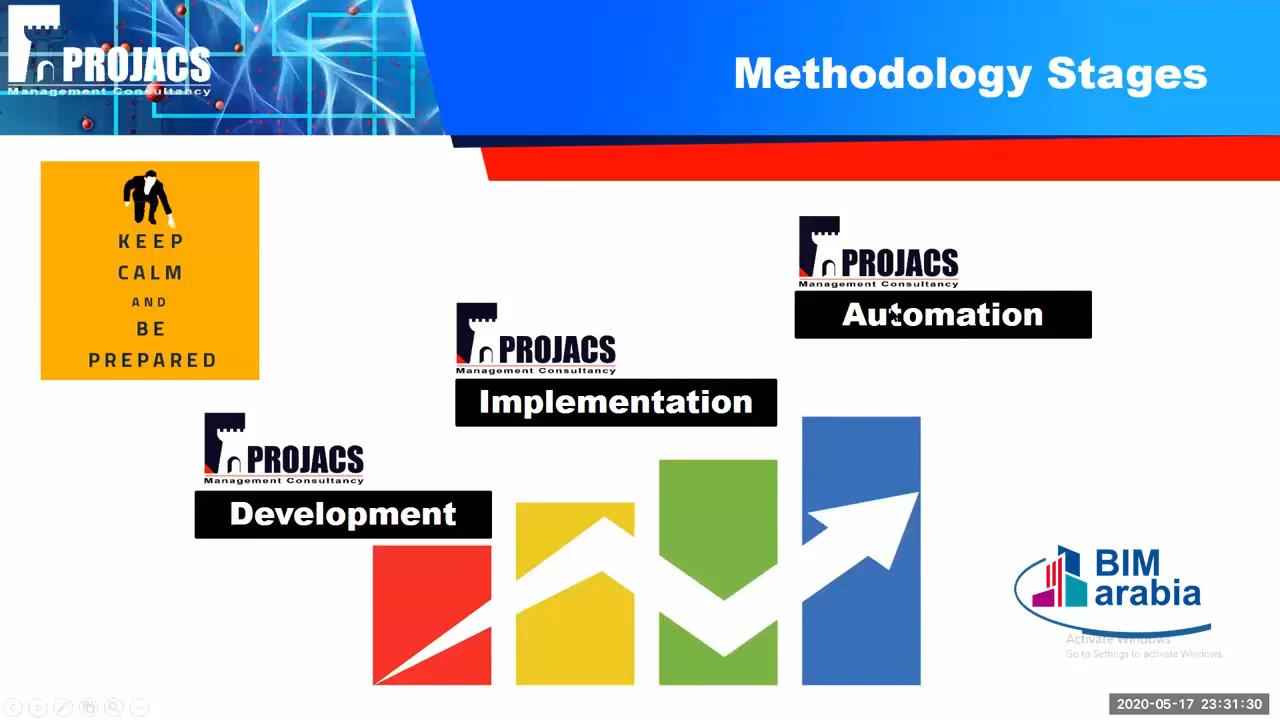 PROJACS
Management Consultancy
Methodology Stages
KEEP
CALM
AND
BE
PREPARED
PROJACS
Management Consultancy
Automation
PROJACS
Management Consultancy
Implementation
PROJACS
Management Consultancy
Development
BIM
arabia
Activate Windows
Go to Settings to activate Windows.
2020-05-17 23:31:30